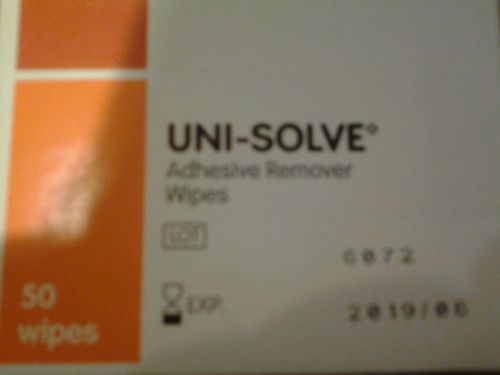 UNI-SOLVE◊
Adhesive Remover
Wipes
LOT 6072
EXP. 2019/06
50
wipes